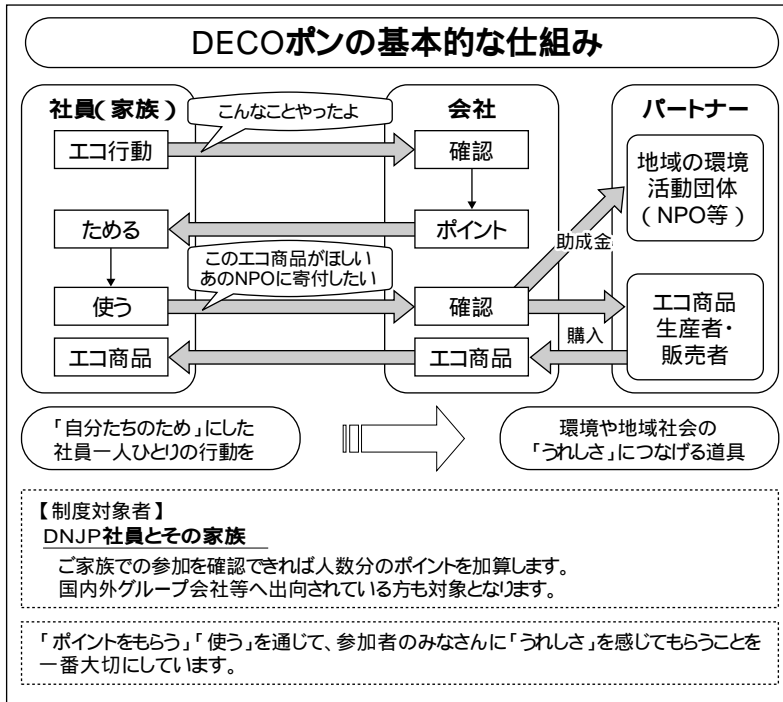 DECOポンの基本的な仕組み
社員(家族)
こんなことやったよ
会社
パートナー
エコ行動
確認
地域の環境
活動団体
(NPO等)
ためる
ポイント
助成金
このエコ商品がほしい
あのNPOに寄付したい
使う
確認
エコ商品
生産者・
販売者
購入
エコ商品
エコ商品
「自分たちのため」にした
社員一人ひとりの行動を
環境や地域社会の
「うれしさ」につなげる道具
【制度対象者】
DNJP社員とその家族
ご家族での参加を確認できれば人数分のポイントを加算します。
国内外グループ会社等へ出向されている方も対象となります。
「ポイントをもらう」「使う」を通じて、参加者のみなさんに「うれしさ」を感じてもらうことを
一番大切にしています。